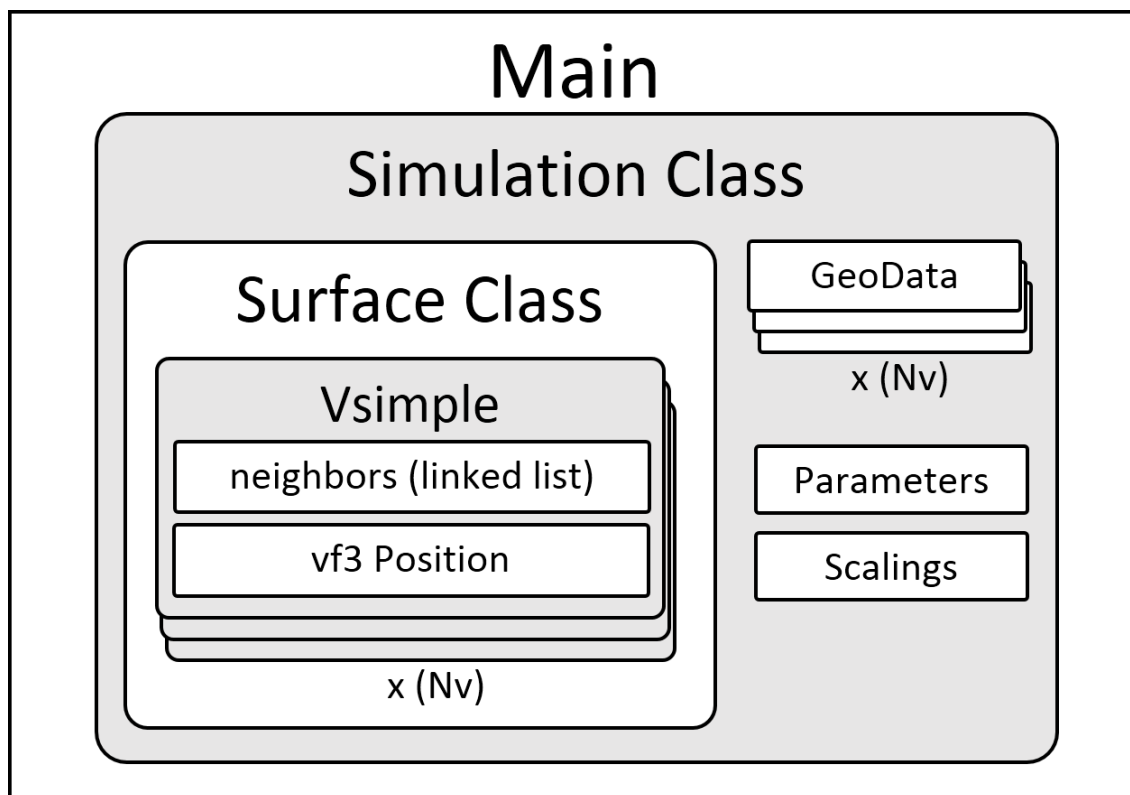 Main
Simulation Class
Surface Class
Vsimple
neighbors (linked list)
vf3 Position
x (Nv)
GeoData
x (Nv)
Parameters
Scalings